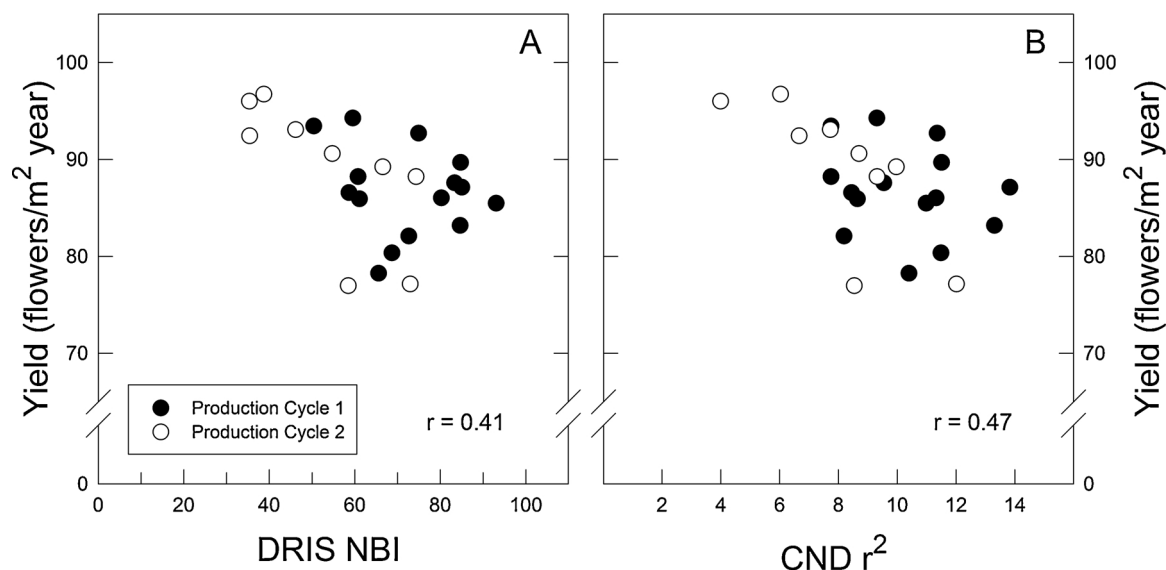 A
B
Yield (flowers/m² year)
100
90
80
70
0
Production Cycle 1
Production Cycle 2
r = 0.41
0
20
40
60
80
100
DRIS NBI
r = 0.47
2
4
6
8
10
12
14
CND r²
100
90
80
70
0
Yield (flowers/m² year)